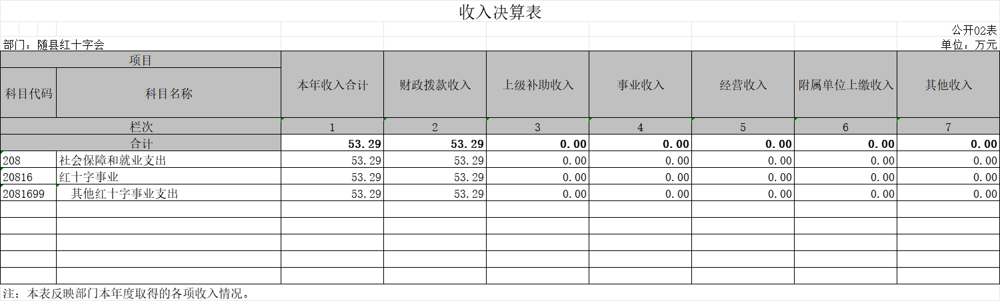 收入决算表
公开02表
部门：随县红十字会 单位：万元
项目 本年收入合计 财政拨款收入 上级补助收入 事业收入 经营收入 附属单位上缴收入 其他收入
科目代码 科目名称
栏次 1 2 3 4 5 6 7
合计 53.29 53.29 0.00 0.00 0.00 0.00 0.00
208 社会保障和就业支出 53.29 53.29 0.00 0.00 0.00 0.00 0.00
20816 红十字事业 53.29 53.29 0.00 0.00 0.00 0.00 0.00
2081699 其他红十字事业支出 53.29 53.29 0.00 0.00 0.00 0.00 0.00
注：本表反映部门本年度取得的各项收入情况。